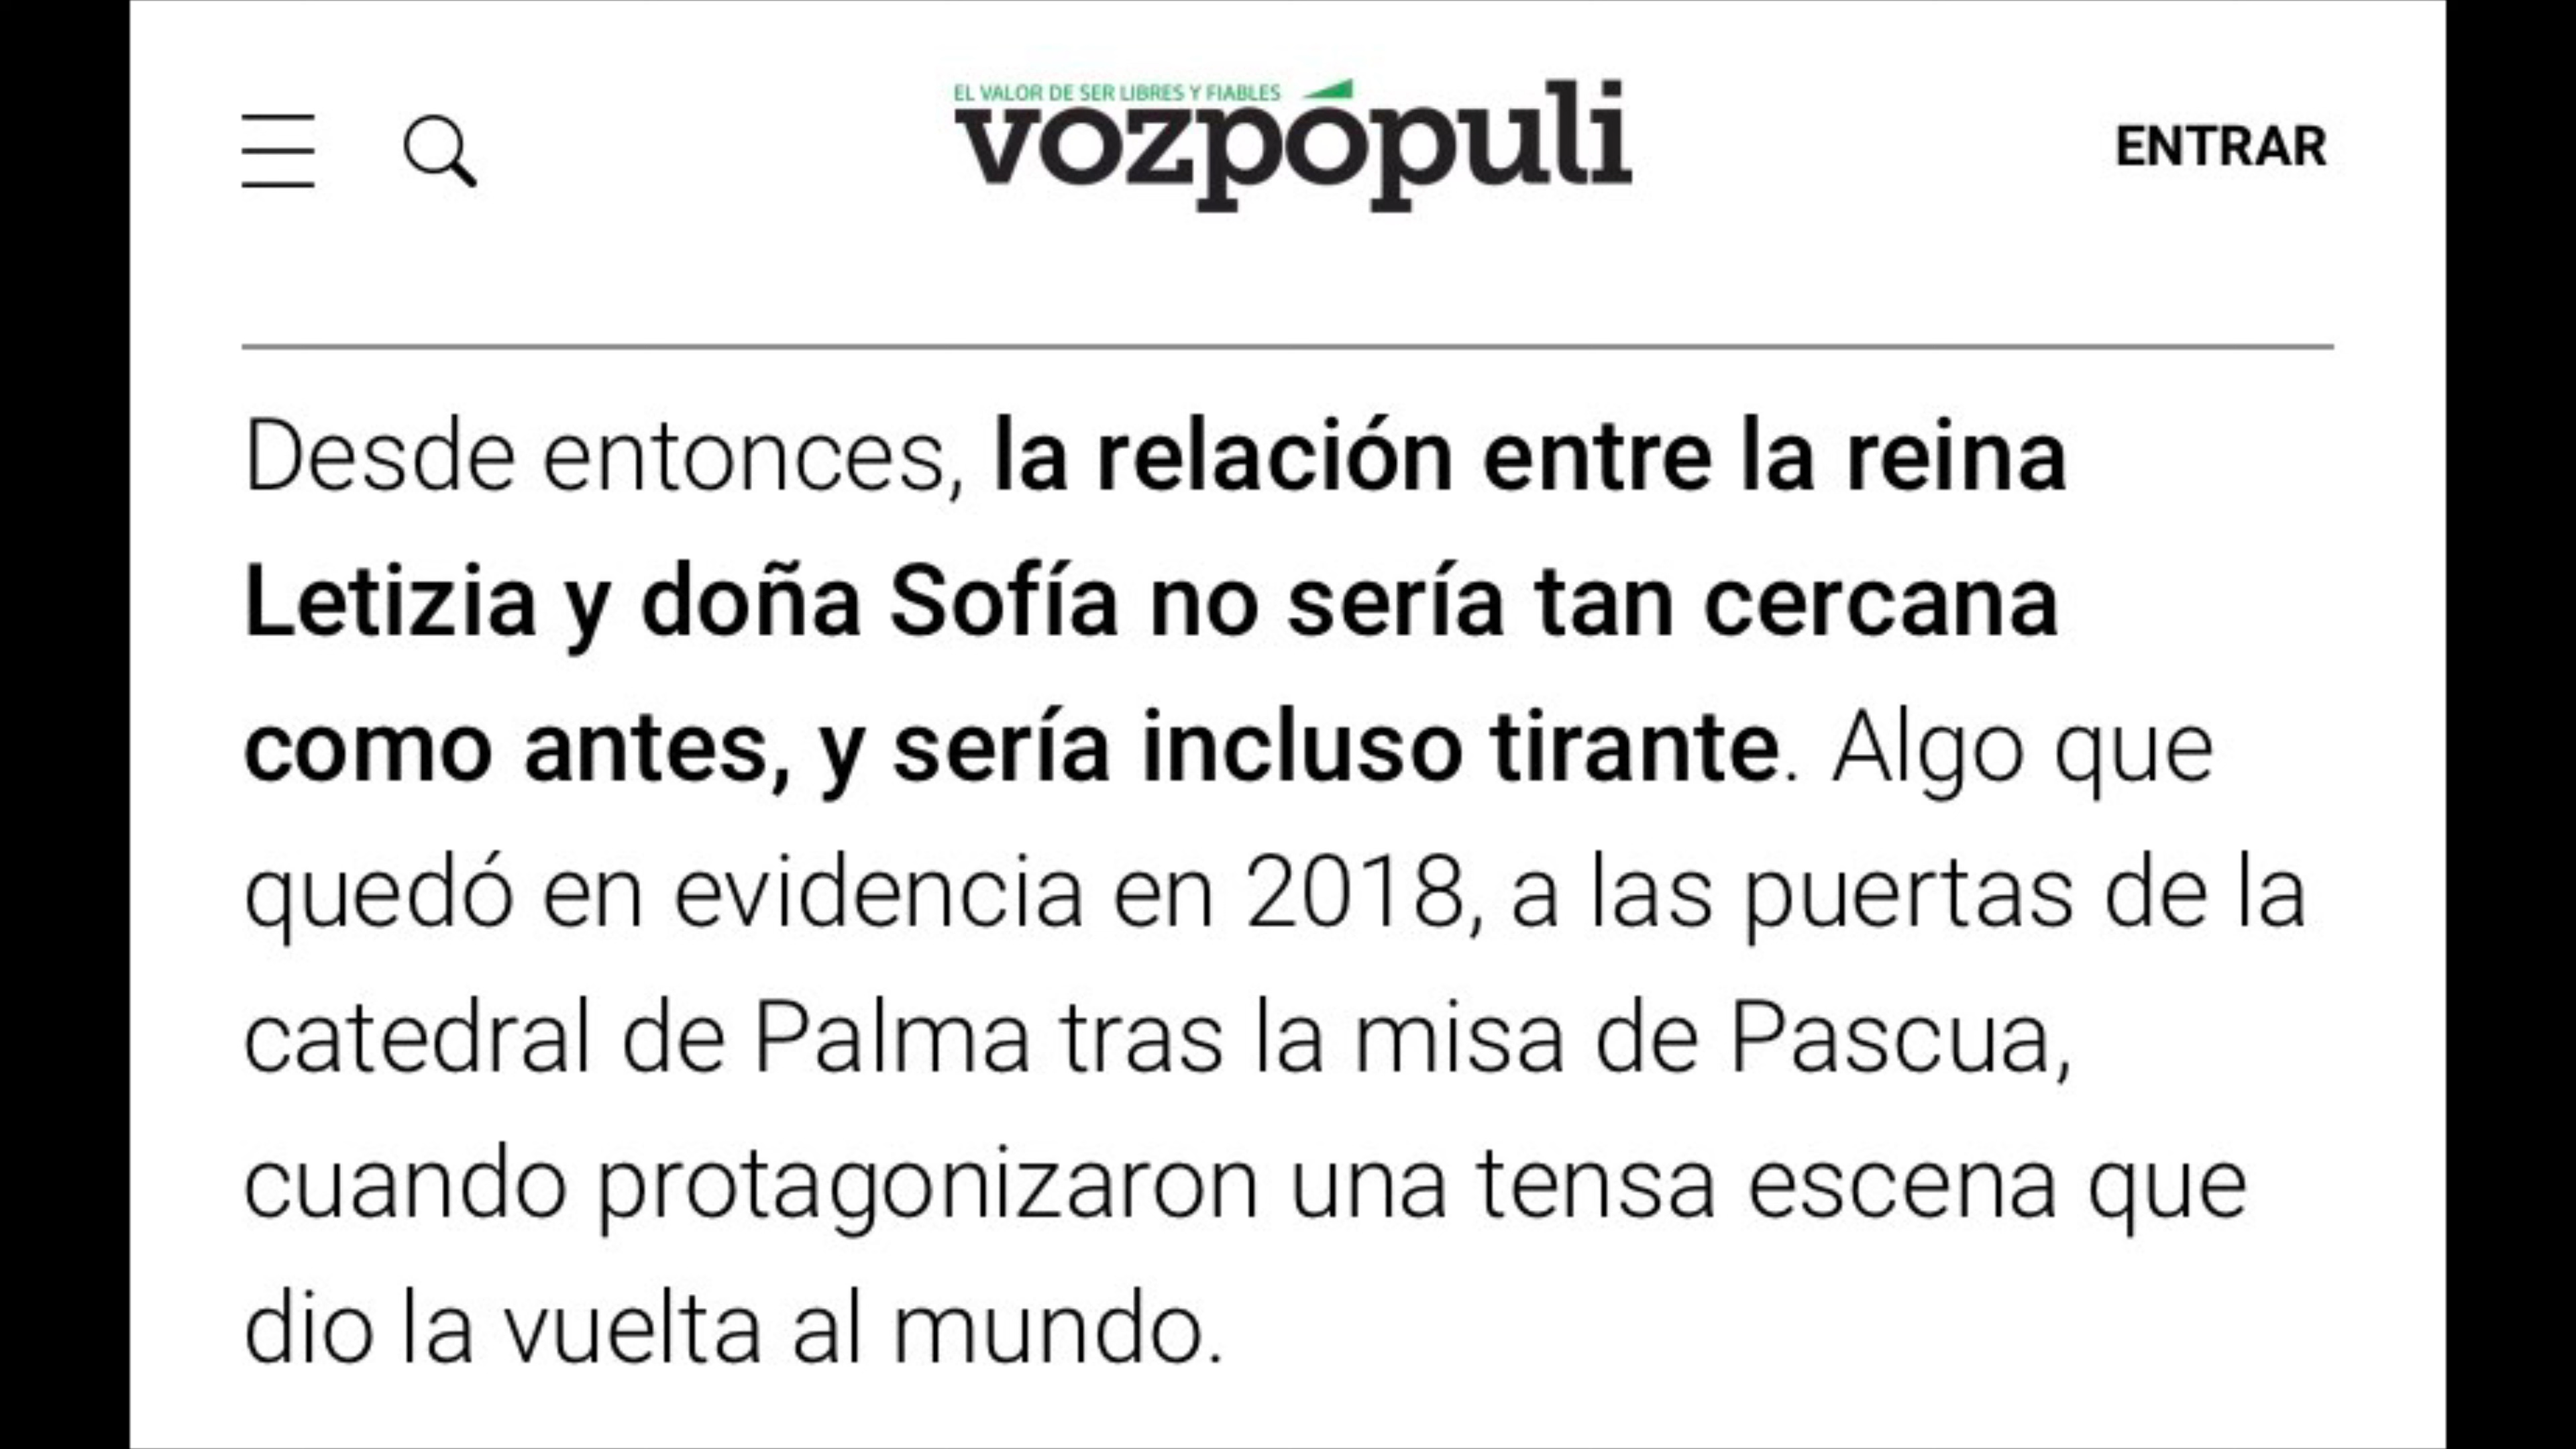 EL VALOR DE SER LIBRES Y FIABLES
vozpópuli
ENTRAR
Desde entonces, la relación entre la reina
Letizia y doña Sofía no sería tan cercana
como antes, y sería incluso tirante. Algo que
quedó en evidencia en 2018, a las puertas de la
catedral de Palma tras la misa de Pascua,
cuando protagonizaron una tensa escena que
dio la vuelta al mundo.